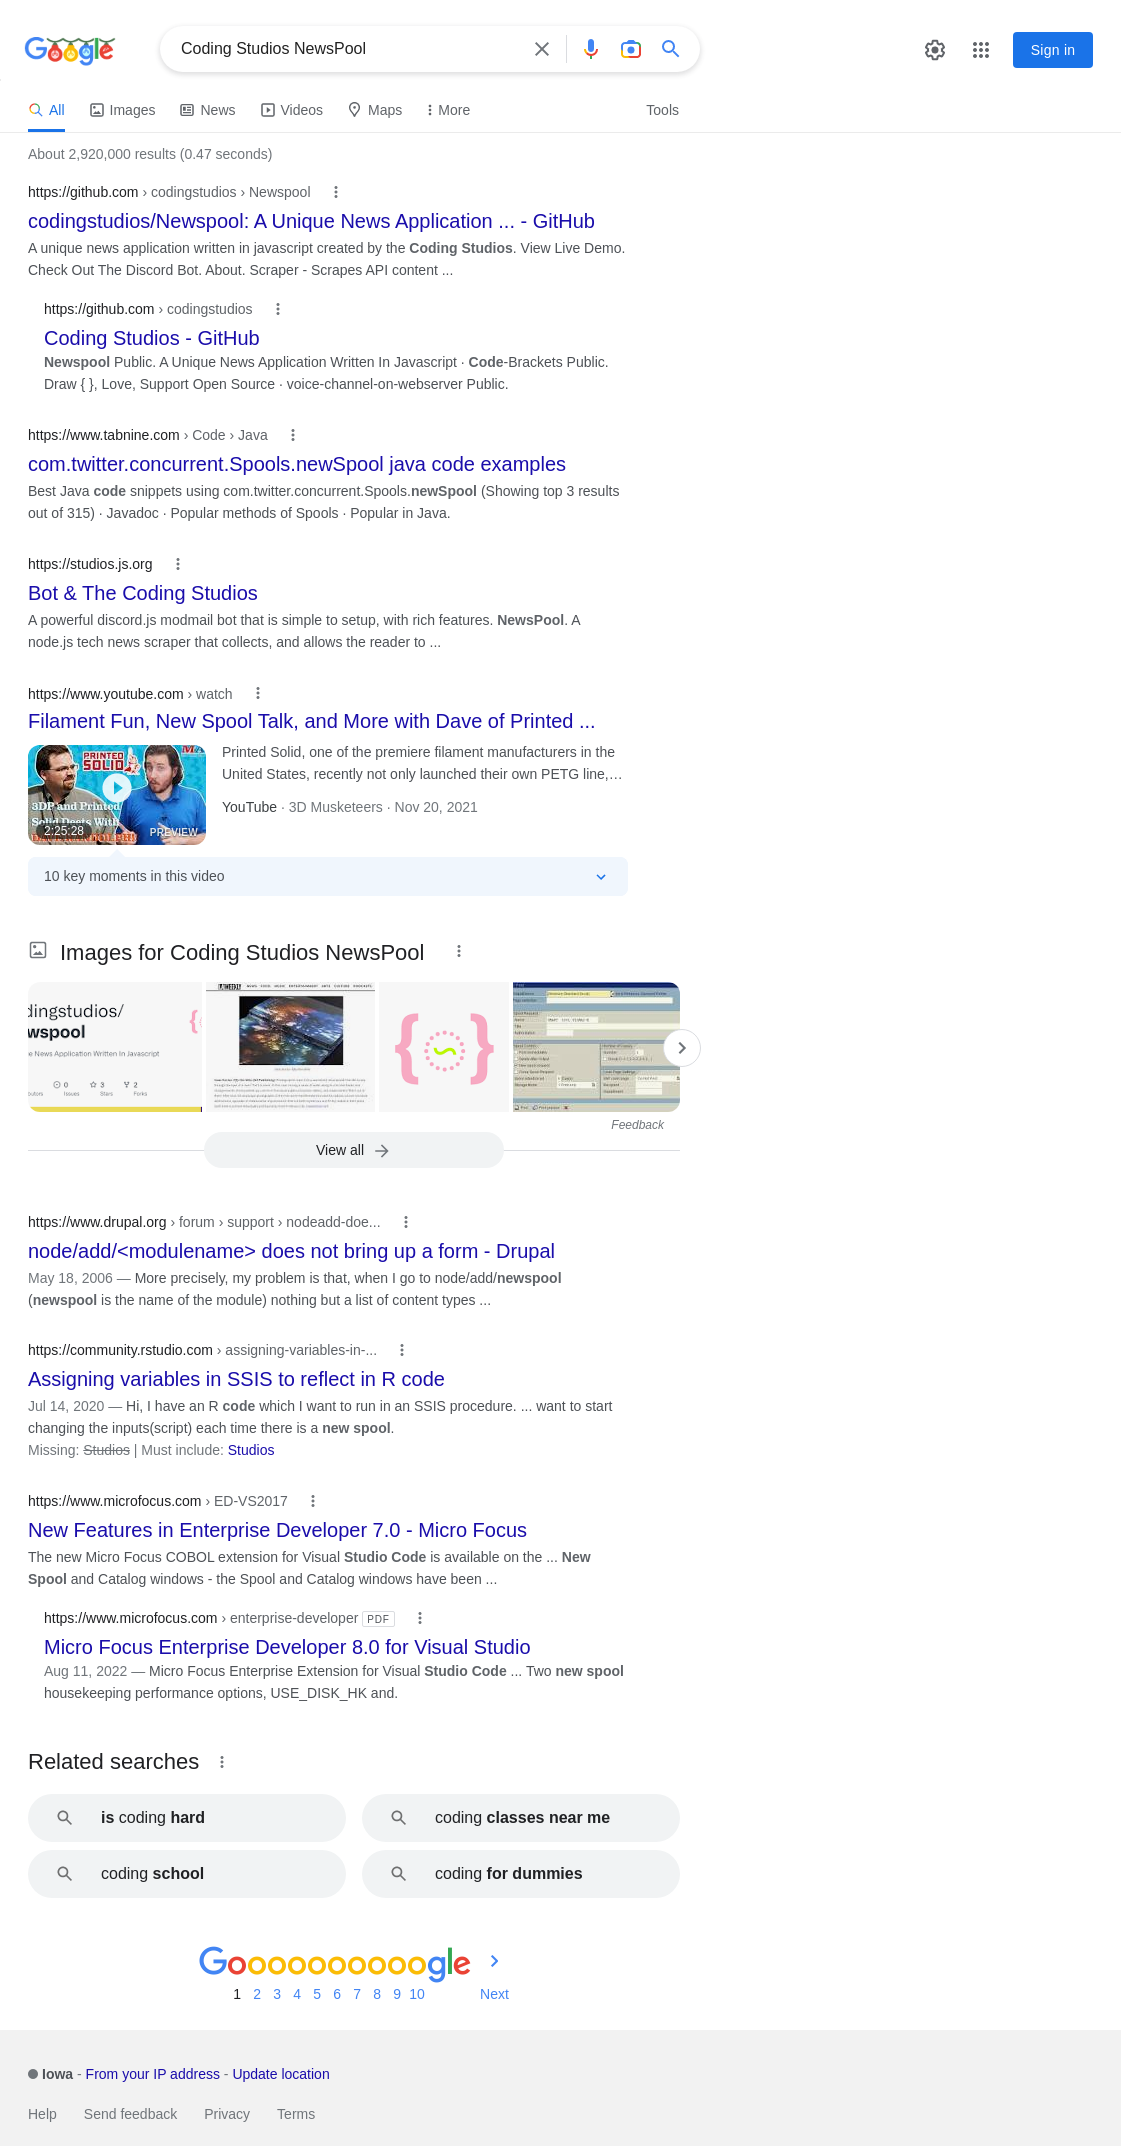 Google
Coding Studios NewsPool
Sign in
All
Images
News
Videos
Maps
More
Tools
About 2,920,000 results (0.47 seconds)
https://github.com › codingstudios › Newspool
codingstudios/Newspool: A Unique News Application ... - GitHub
A unique news application written in javascript created by the Coding Studios. View Live Demo.
Check Out The Discord Bot. About. Scraper - Scrapes API content ...
https://github.com › codingstudios
Coding Studios - GitHub
Newspool Public. A Unique News Application Written In Javascript · Code-Brackets Public.
Draw { }, Love, Support Open Source · voice-channel-on-webserver Public.
https://www.tabnine.com › Code › Java
com.twitter.concurrent.Spools.newSpool java code examples
Best Java code snippets using com.twitter.concurrent.Spools.newSpool (Showing top 3 results
out of 315) · Javadoc · Popular methods of Spools · Popular in Java.
https://studios.js.org
Bot & The Coding Studios
A powerful discord.js modmail bot that is simple to setup, with rich features. NewsPool. A
node.js tech news scraper that collects, and allows the reader to ...
https://www.youtube.com › watch
Filament Fun, New Spool Talk, and More with Dave of Printed ...
PRINTED
SOLID
3DP and Printed
Solid Deets With
2:25:28
PREVIEW
Printed Solid, one of the premiere filament manufacturers in the
United States, recently not only launched their own PETG line,…
YouTube · 3D Musketeers · Nov 20, 2021
10 key moments in this video
Images for Coding Studios NewsPool
dingstudios/
wspool
e News Application Written In Javascript
0
3
2
butors
Issues
Stars
Forks
Feedback
View all
https://www.drupal.org › forum › support › nodeadd-doe...
node/add/<modulename> does not bring up a form - Drupal
May 18, 2006 — More precisely, my problem is that, when I go to node/add/newspool
(newspool is the name of the module) nothing but a list of content types ...
https://community.rstudio.com › assigning-variables-in-...
Assigning variables in SSIS to reflect in R code
Jul 14, 2020 — Hi, I have an R code which I want to run in an SSIS procedure. ... want to start
changing the inputs(script) each time there is a new spool.
Missing: Studios | Must include: Studios
https://www.microfocus.com › ED-VS2017
New Features in Enterprise Developer 7.0 - Micro Focus
The new Micro Focus COBOL extension for Visual Studio Code is available on the ... New
Spool and Catalog windows - the Spool and Catalog windows have been ...
https://www.microfocus.com › enterprise-developer PDF
Micro Focus Enterprise Developer 8.0 for Visual Studio
Aug 11, 2022 — Micro Focus Enterprise Extension for Visual Studio Code ... Two new spool
housekeeping performance options, USE_DISK_HK and.
Related searches
is coding hard
coding classes near me
coding school
coding for dummies
Goooooooooogle
1 2 3 4 5 6 7 8 9 10 Next
Iowa - From your IP address - Update location
Help
Send feedback
Privacy
Terms